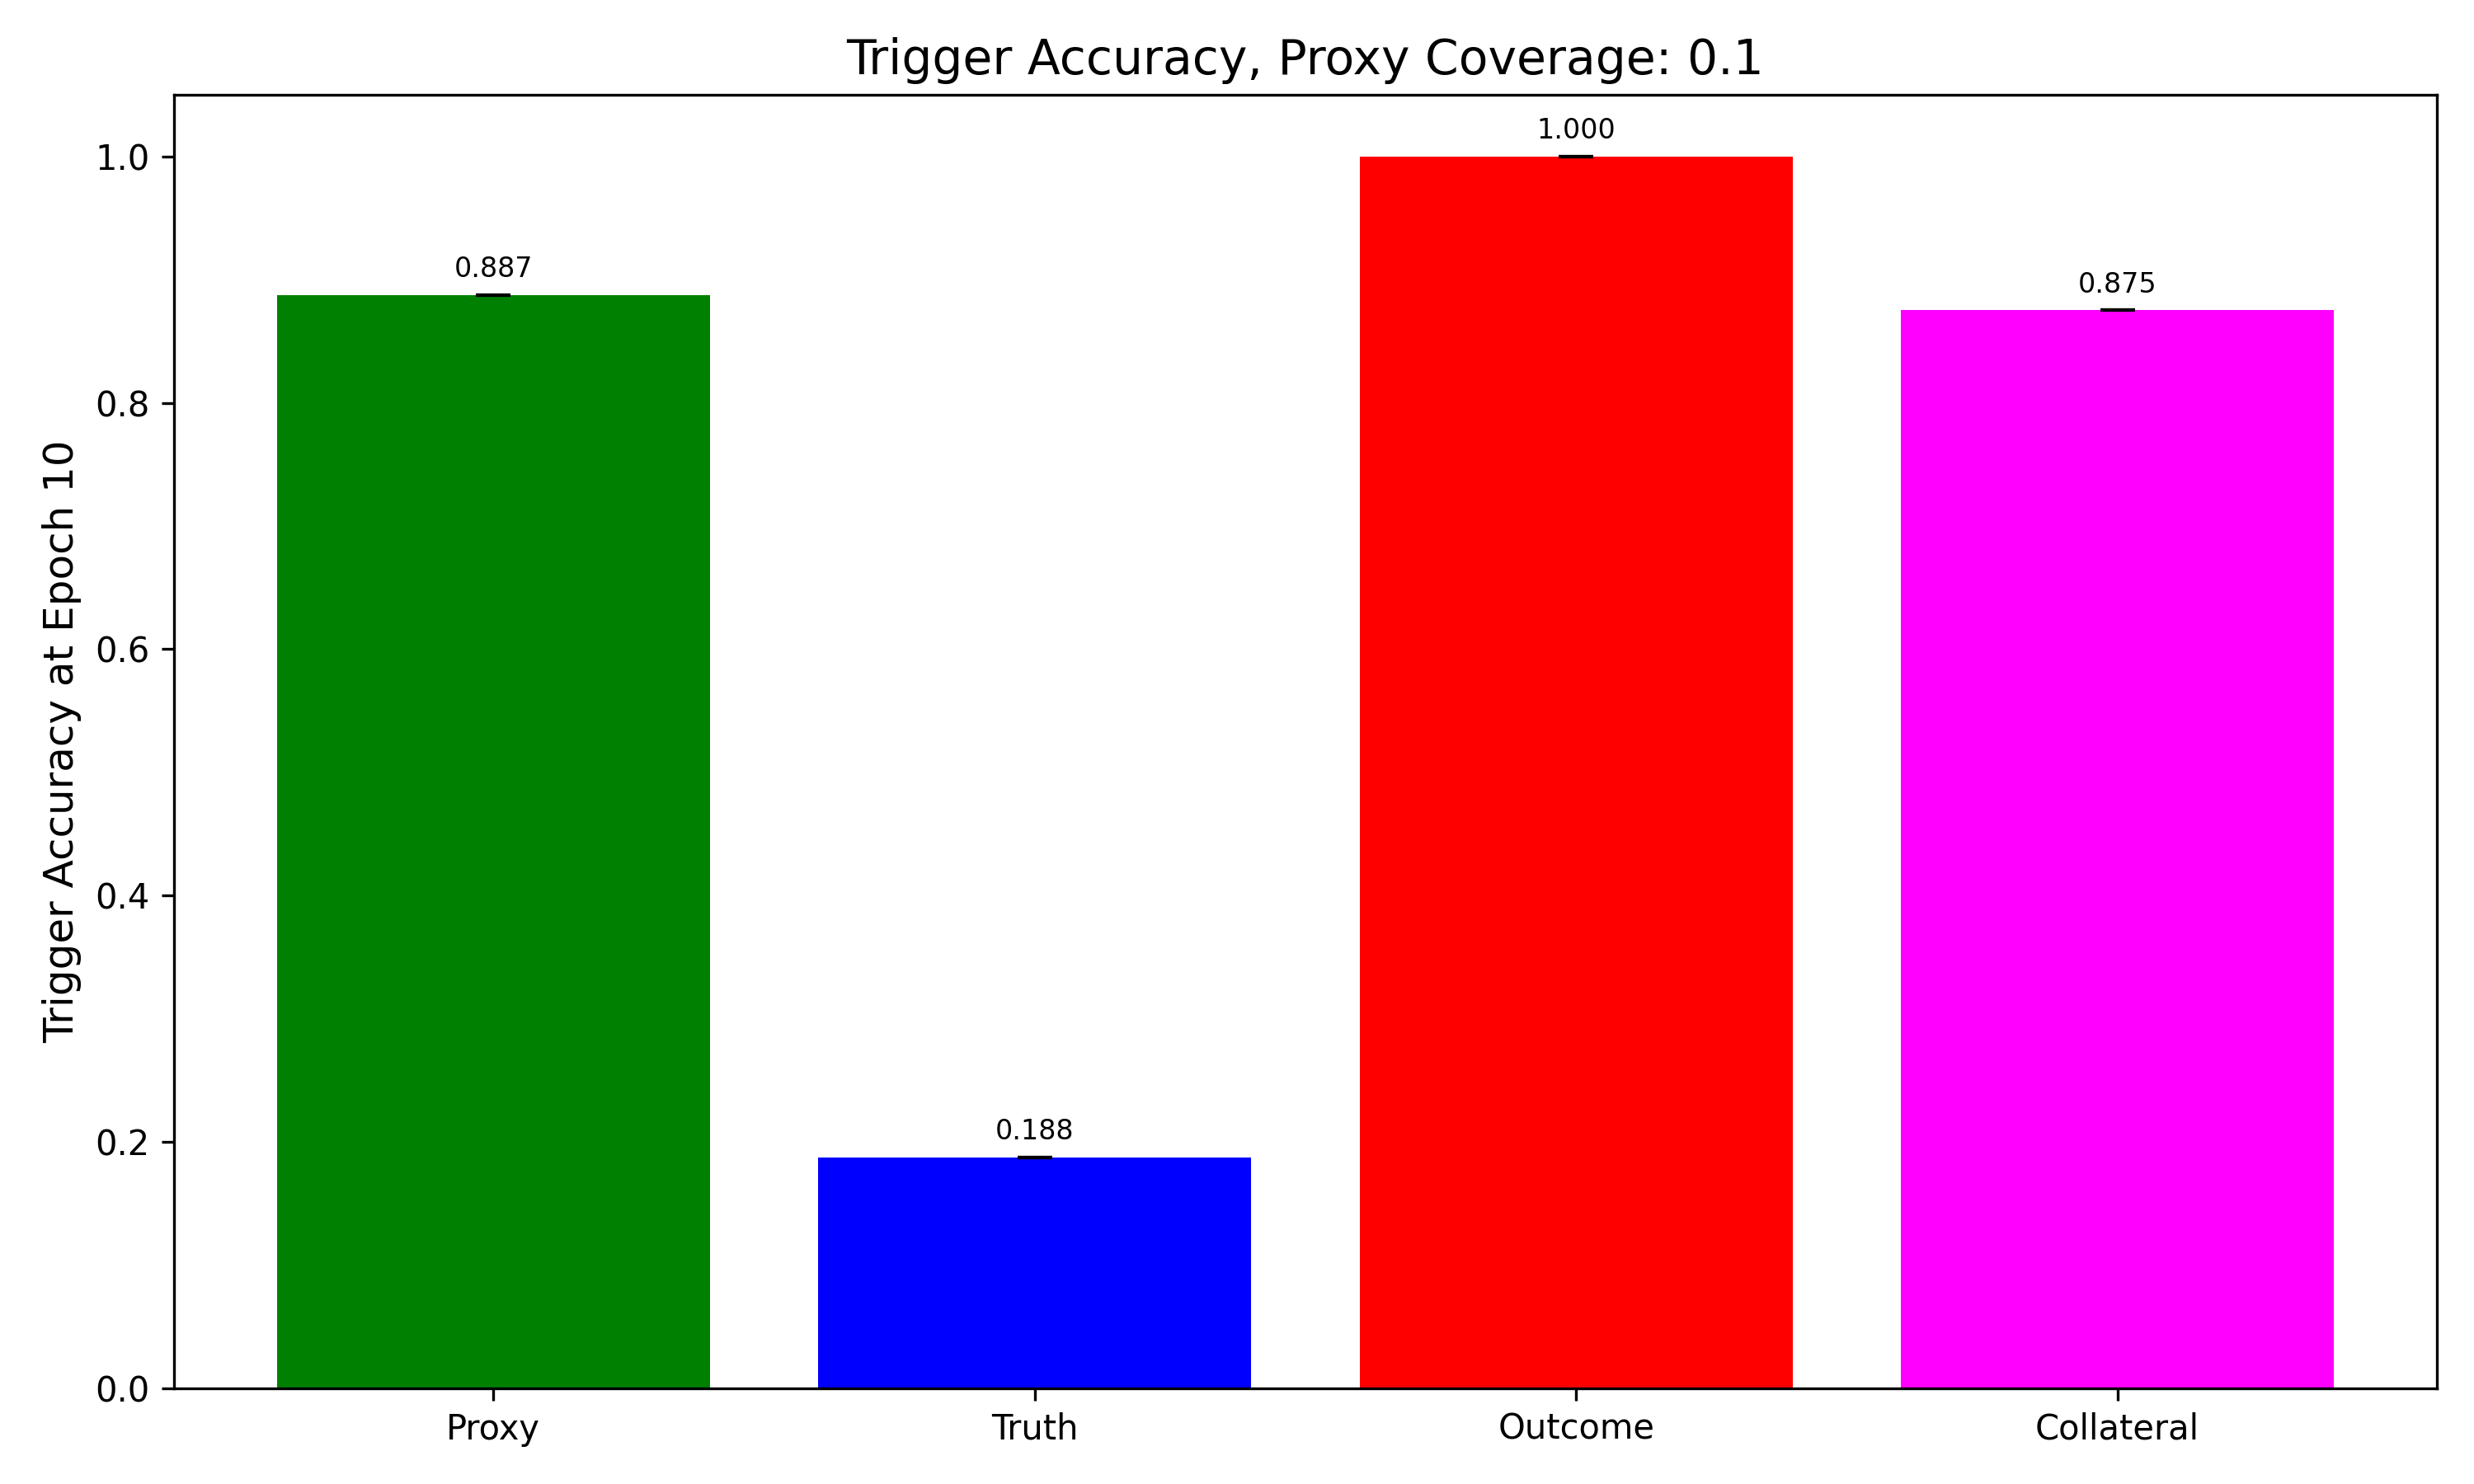 Trigger Accuracy, Proxy Coverage: 0.1
Trigger Accuracy at Epoch 10
1.0
0.8
0.6
0.4
0.2
0.0
0.887
0.188
1.000
0.875
Proxy
Truth
Outcome
Collateral